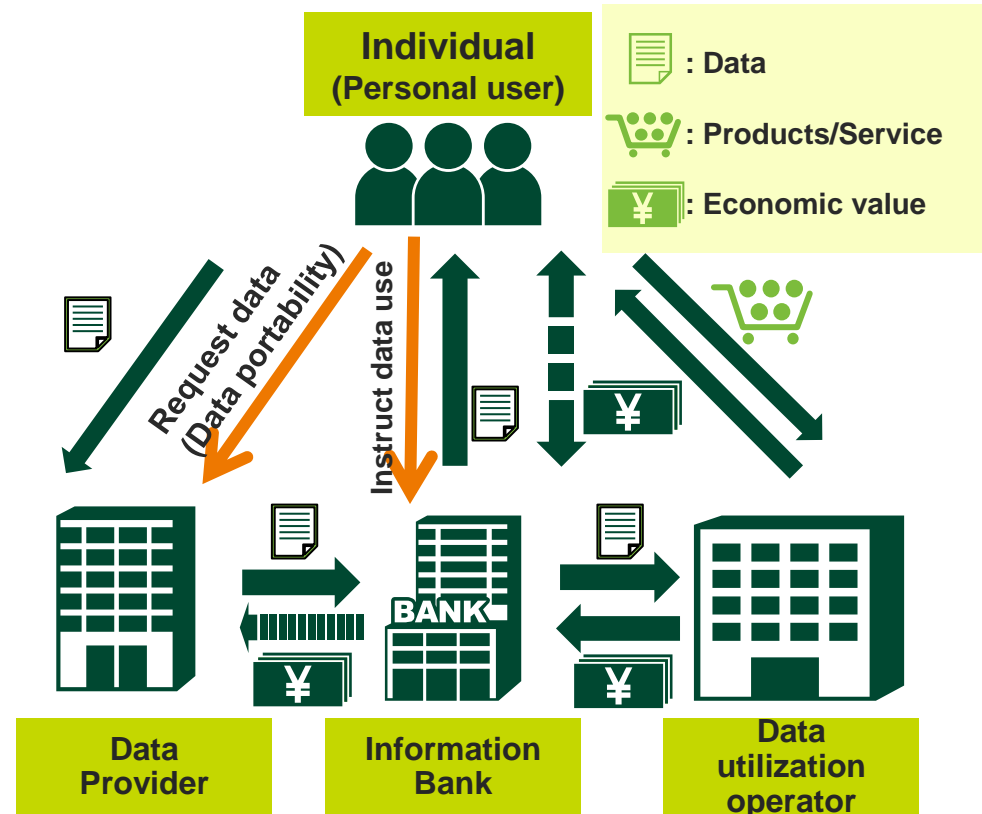 Individual
(Personal user)
: Data
: Products/Service
¥ : Economic value
Request data
(Data portability)
Instruct data use
¥
BANK
¥
¥
Data
Provider
Information
Bank
Data
utilization
operator